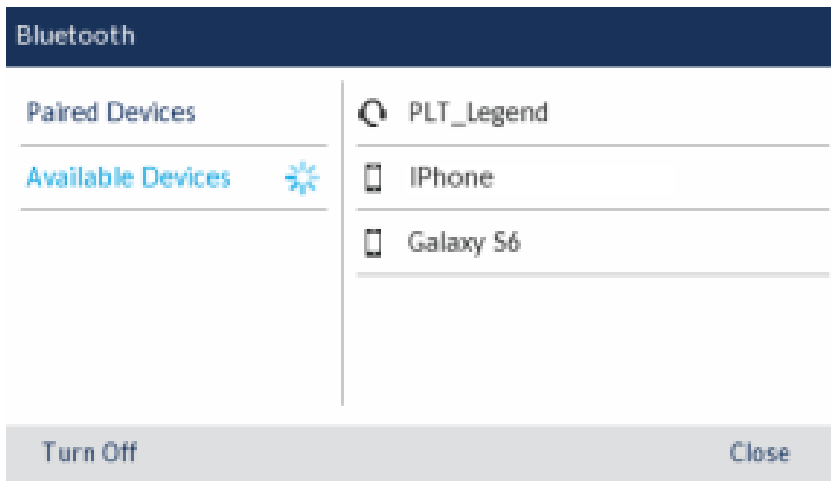 Bluetooth
Paired Devices
Available Devices
PLT_Legend
IPhone
Galaxy S6
Turn Off
Close